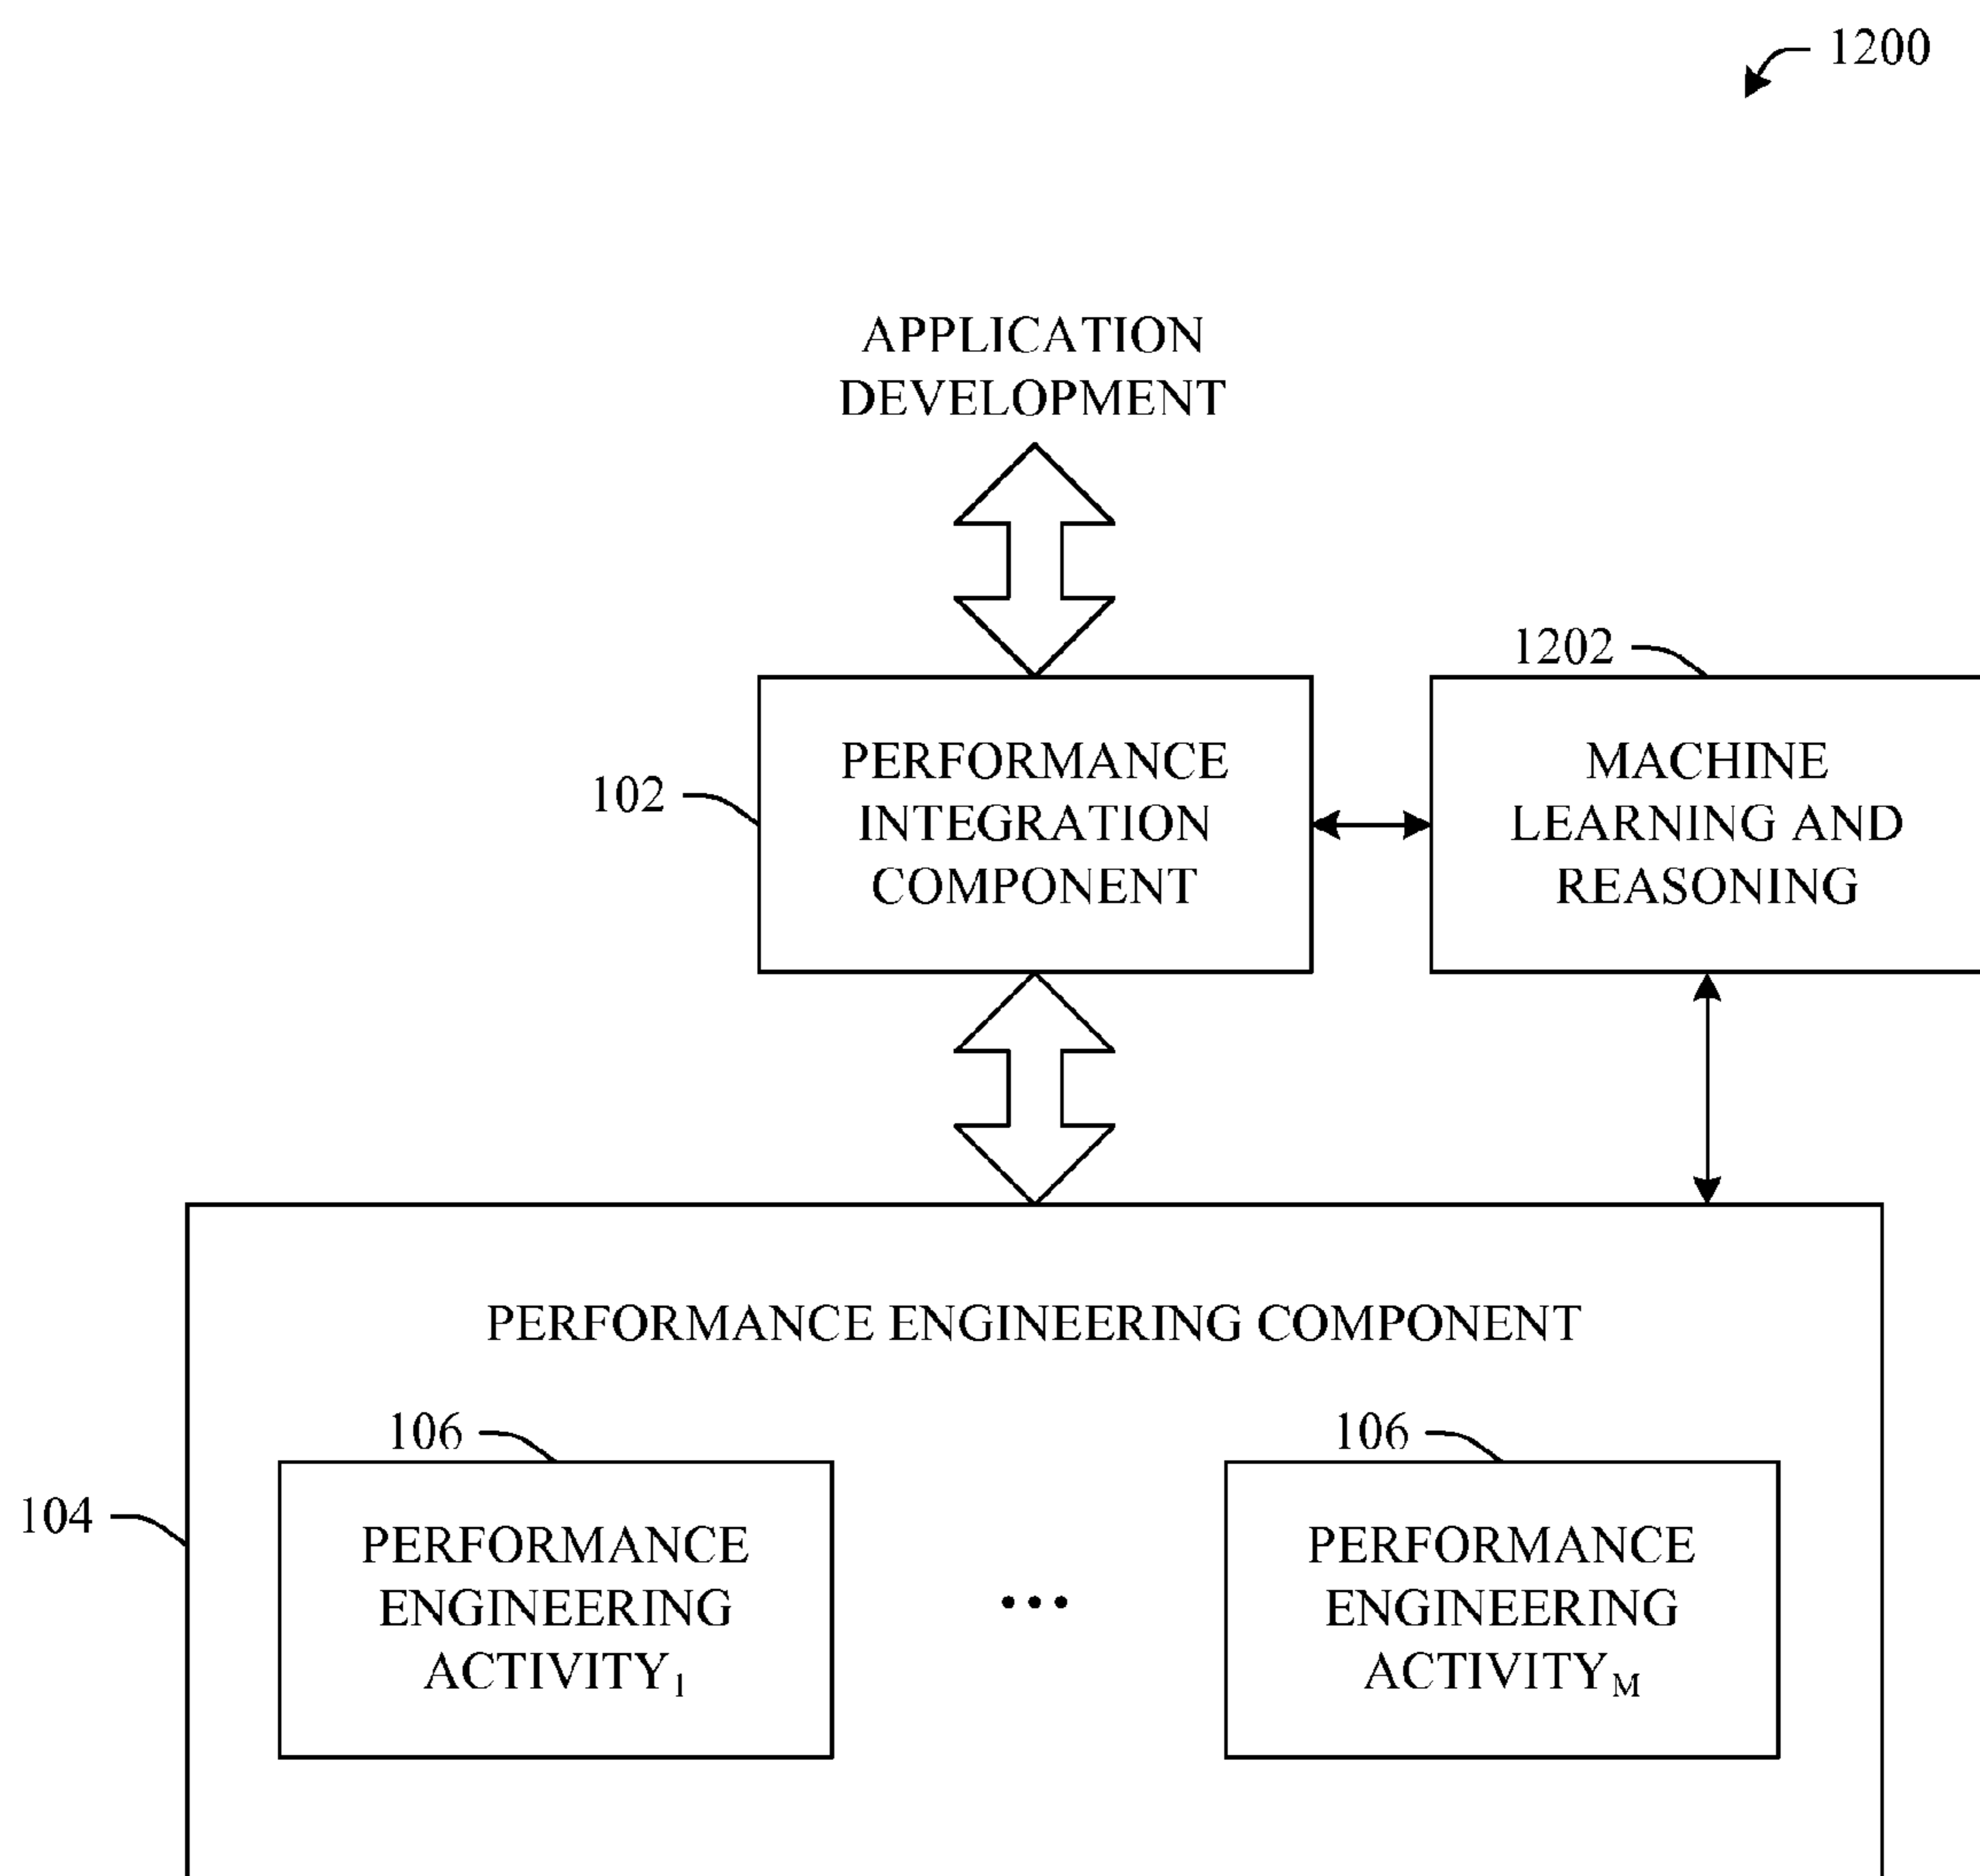 1200
APPLICATION
DEVELOPMENT
1202
102
PERFORMANCE
INTEGRATION
COMPONENT
MACHINE
LEARNING AND
REASONING
PERFORMANCE ENGINEERING COMPONENT
104
106
PERFORMANCE
ENGINEERING
ACTIVITY1
...
106
PERFORMANCE
ENGINEERING
ACTIVITYM